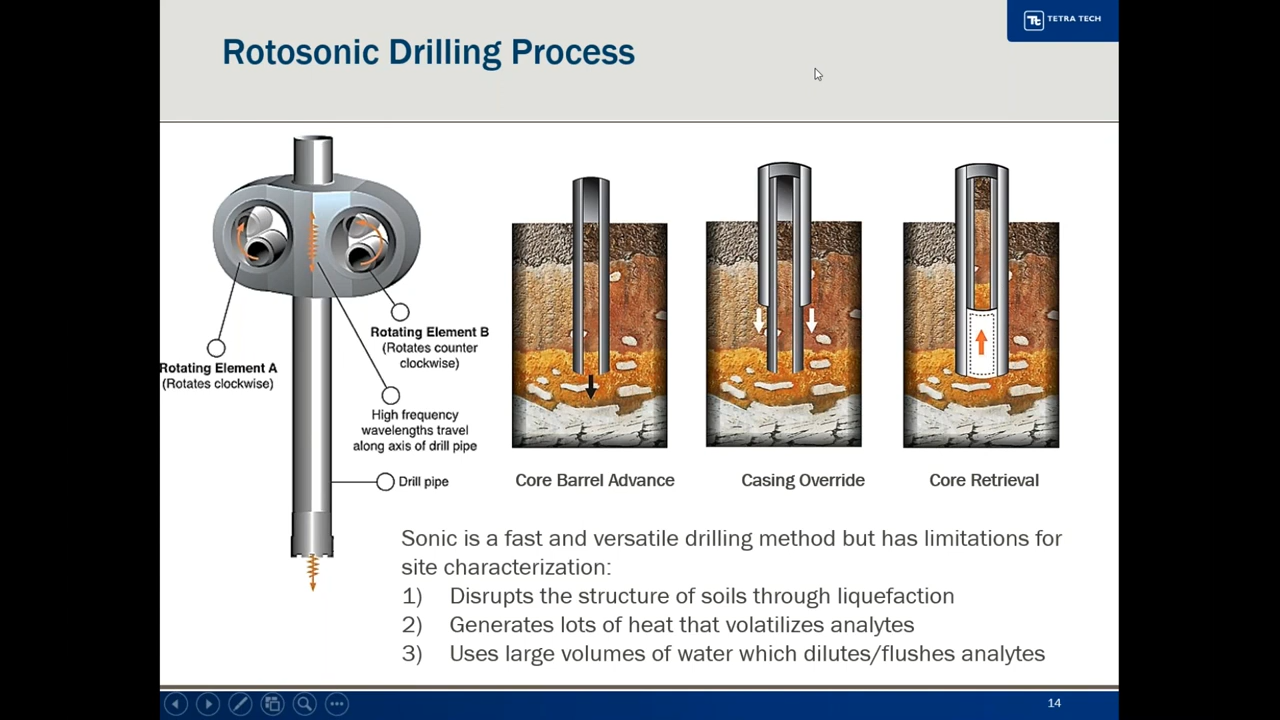 TETRA TECH
Rotosonic Drilling Process
Rotating Element B
(Rotates counter
clockwise)
Rotating Element A
(Rotates clockwise)
High frequency
wavelengths travel
along axis of drill pipe
Drill pipe
Core Barrel Advance
Casing Override
Core Retrieval
Sonic is a fast and versatile drilling method but has limitations for
site characterization:
1) Disrupts the structure of soils through liquefaction
2) Generates lots of heat that volatilizes analytes
3) Uses large volumes of water which dilutes/flushes analytes
14